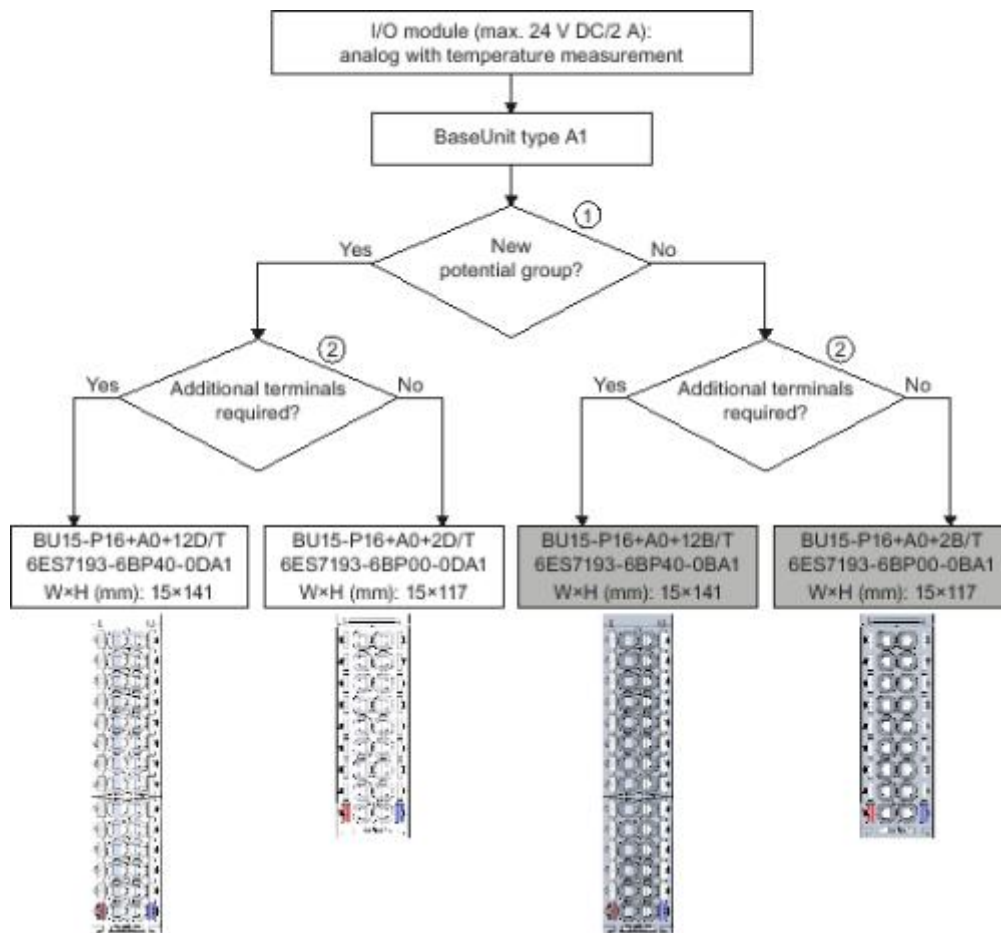 I/O module (max. 24 V DC/2 A):
analog with temperature measurement
BaseUnit type A1
1
Yes
New
potential group?
No
2
Yes
Additional terminals
required?
No
2
Yes
Additional terminals
required?
No
BU15-P16+A0+12D/T
6ES7193-6BP40-0DA1
W×H (mm): 15×141
BU15-P16+A0+2D/T
6ES7193-6BP00-0DA1
W×H (mm): 15×117
BU15-P16+A0+12B/T
6ES7193-6BP40-0BA1
W×H (mm): 15×141
BU15-P16+A0+2B/T
6ES7193-6BP00-0BA1
W×H (mm): 15×117